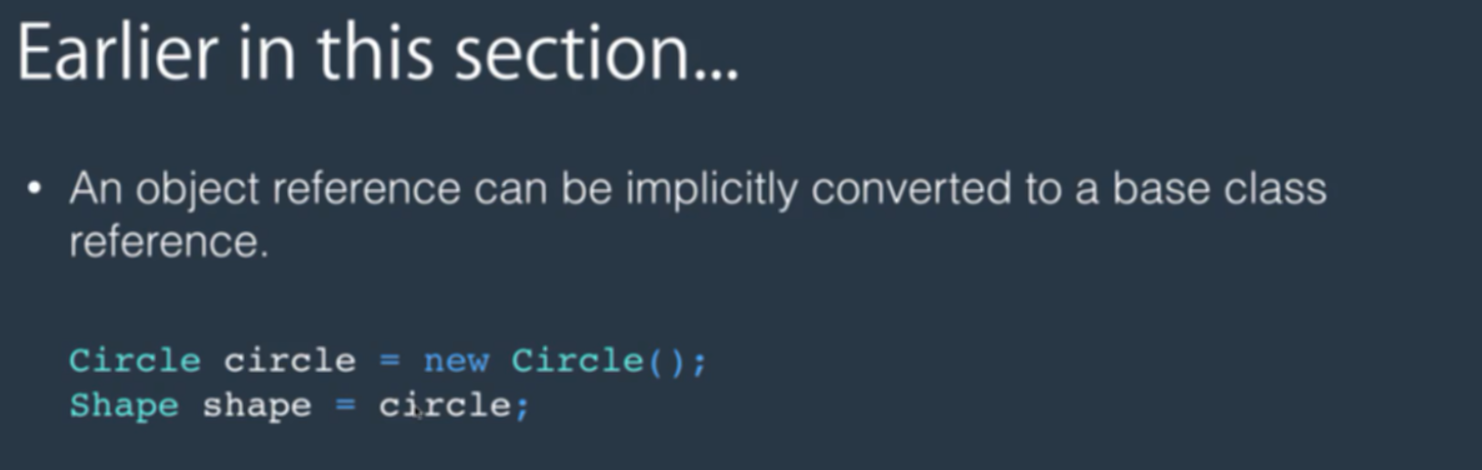 Earlier in this section...
• An object reference can be implicitly converted to a base class
reference.
Circle circle = new Circle();
Shape shape = circle;